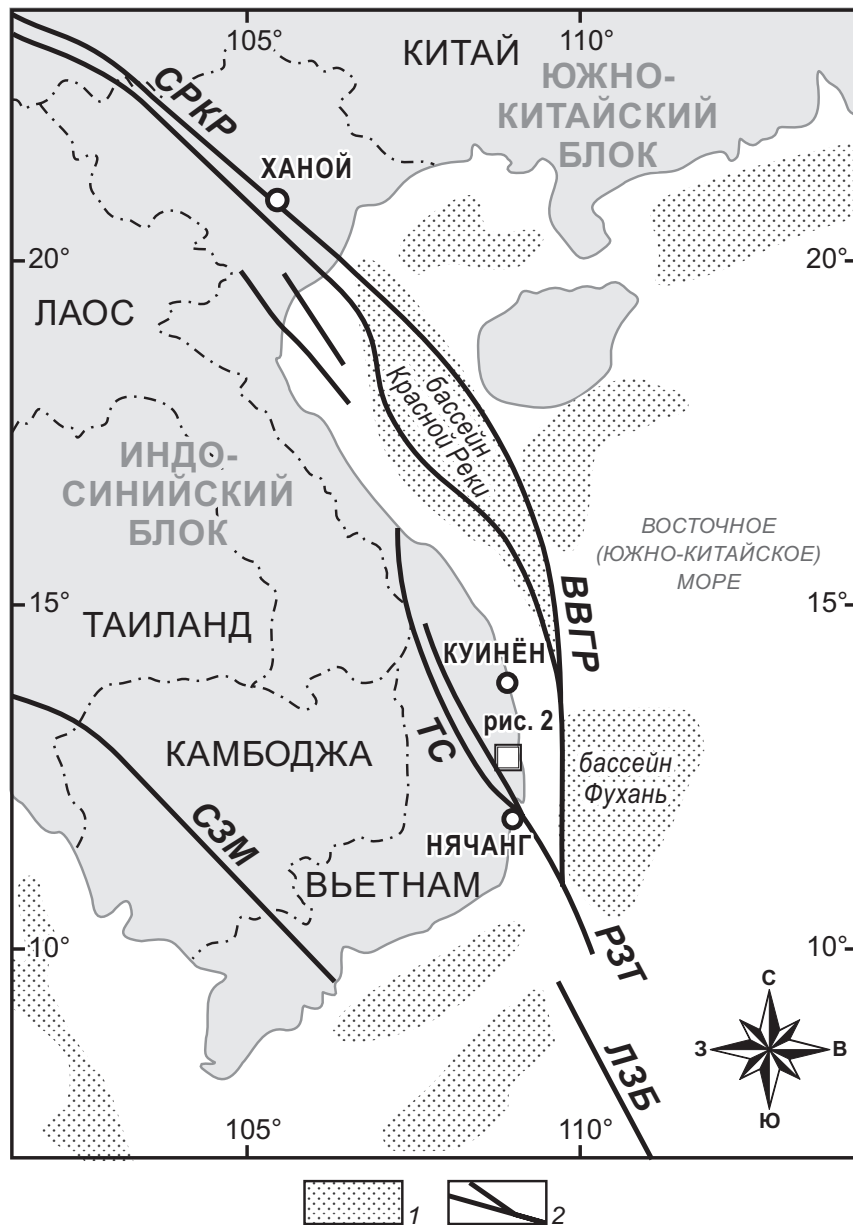 105°
110°
КИТАЙ
ЮЖНО-
КИТАЙСКИЙ
БЛОК
СРКР
ХАНОЙ
20°
20°
ЛАОС
бассейн
Красной Реки
ИНДО-
СИНИЙСКИЙ
БЛОК
ВОСТОЧНОЕ
(ЮЖНО-КИТАЙСКОЕ)
МОРЕ
15°
15°
ТАИЛАНД
ВВГР
КУИНЁН
рис. 2
ТС
КАМБОДЖА
бассейн
Фухань
СЗМ
НЯЧАНГ
ВЬЕТНАМ
10°
10°
РЗТ
С
З
В
Ю
ЛЗБ
105°
110°
1
2